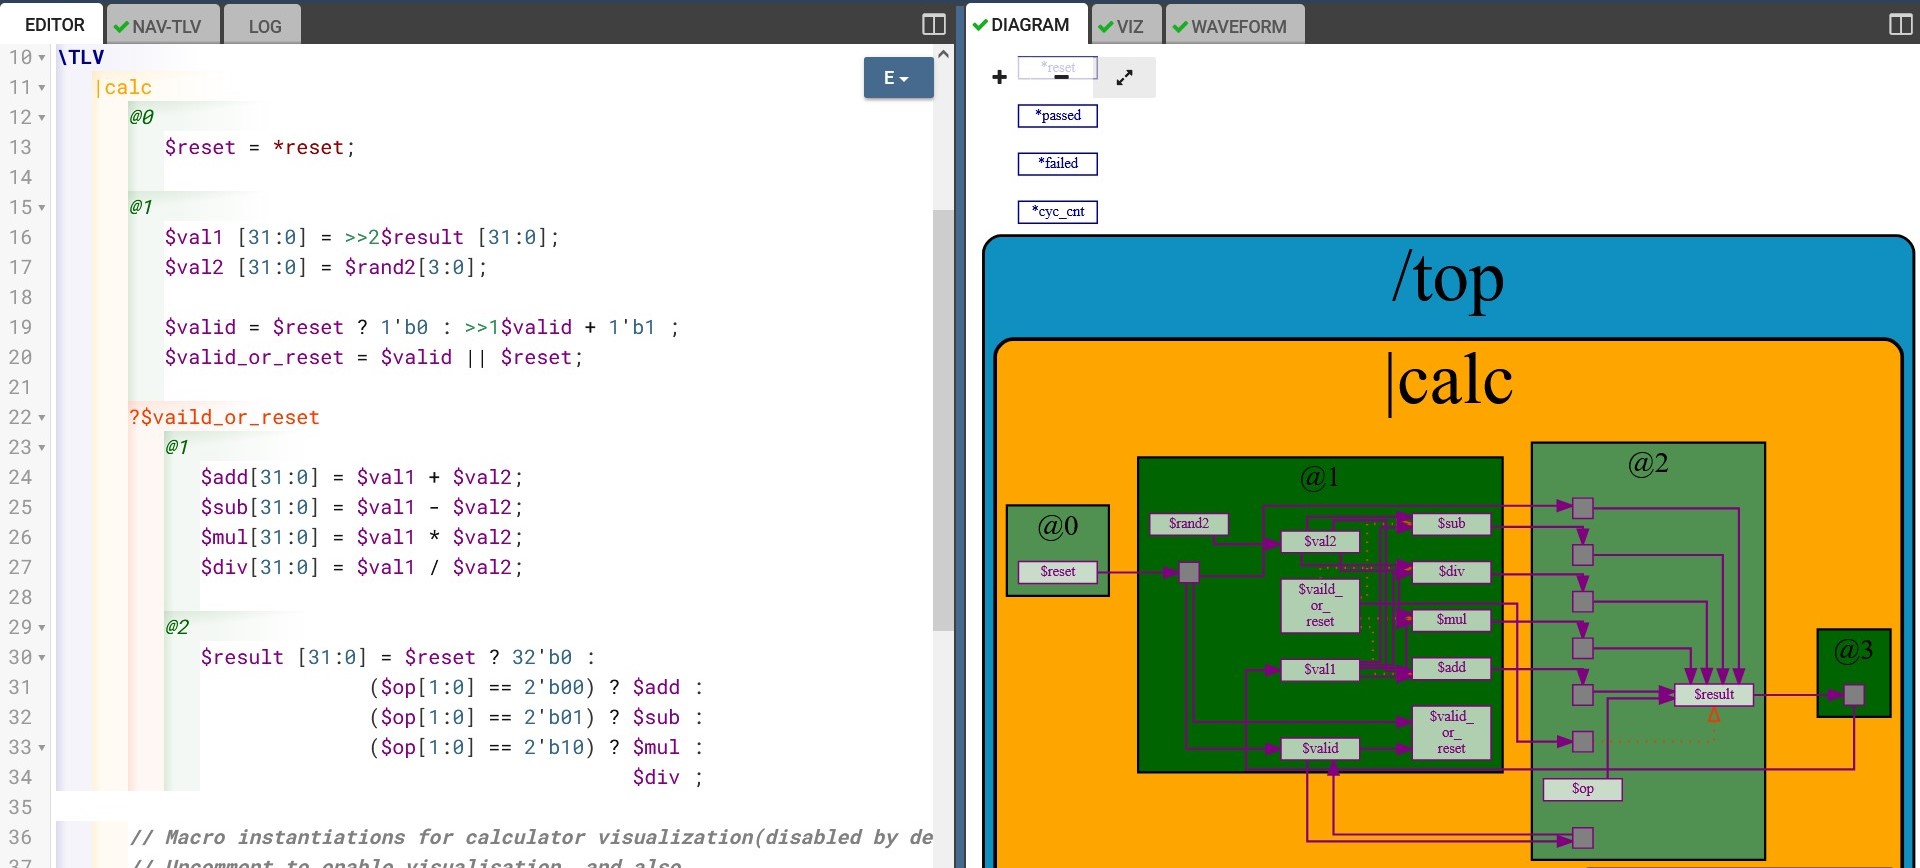 EDITOR NAV-TLV LOG
10 \TLV
11 |calc
12 @0
13 $reset = *reset;
14
15 @1
16 $val1 [31:0] = >>2$result [31:0];
17 $val2 [31:0] = $rand2[3:0];
18
19 $valid = $reset ? 1'b0 : >>1$valid + 1'b1 ;
20 $valid_or_reset = $valid || $reset;
21
22 ?$vaild_or_reset
23 @1
24 $add[31:0] = $val1 + $val2;
25 $sub[31:0] = $val1 - $val2;
26 $mul[31:0] = $val1 * $val2;
27 $div[31:0] = $val1 / $val2;
28
29 @2
30 $result [31:0] = $reset ? 32'b0 :
31 ($op[1:0] == 2'b00) ? $add :
32 ($op[1:0] == 2'b01) ? $sub :
33 ($op[1:0] == 2'b10) ? $mul :
34 $div ;
35
36 // Macro instantiations for calculator visualization(disabled by de
37 // Uncomment to enable visualisation, and also
E
DIAGRAM VIZ WAVEFORM
*reset
*passed
*failed
*cyc_cnt
/top
|calc
@0
$reset
@1
$rand2
$val2
$vaild_
or_
reset
$val1
$valid
$sub
$div
$mul
$add
$valid_
or_
reset
@2
$result
$op
@3